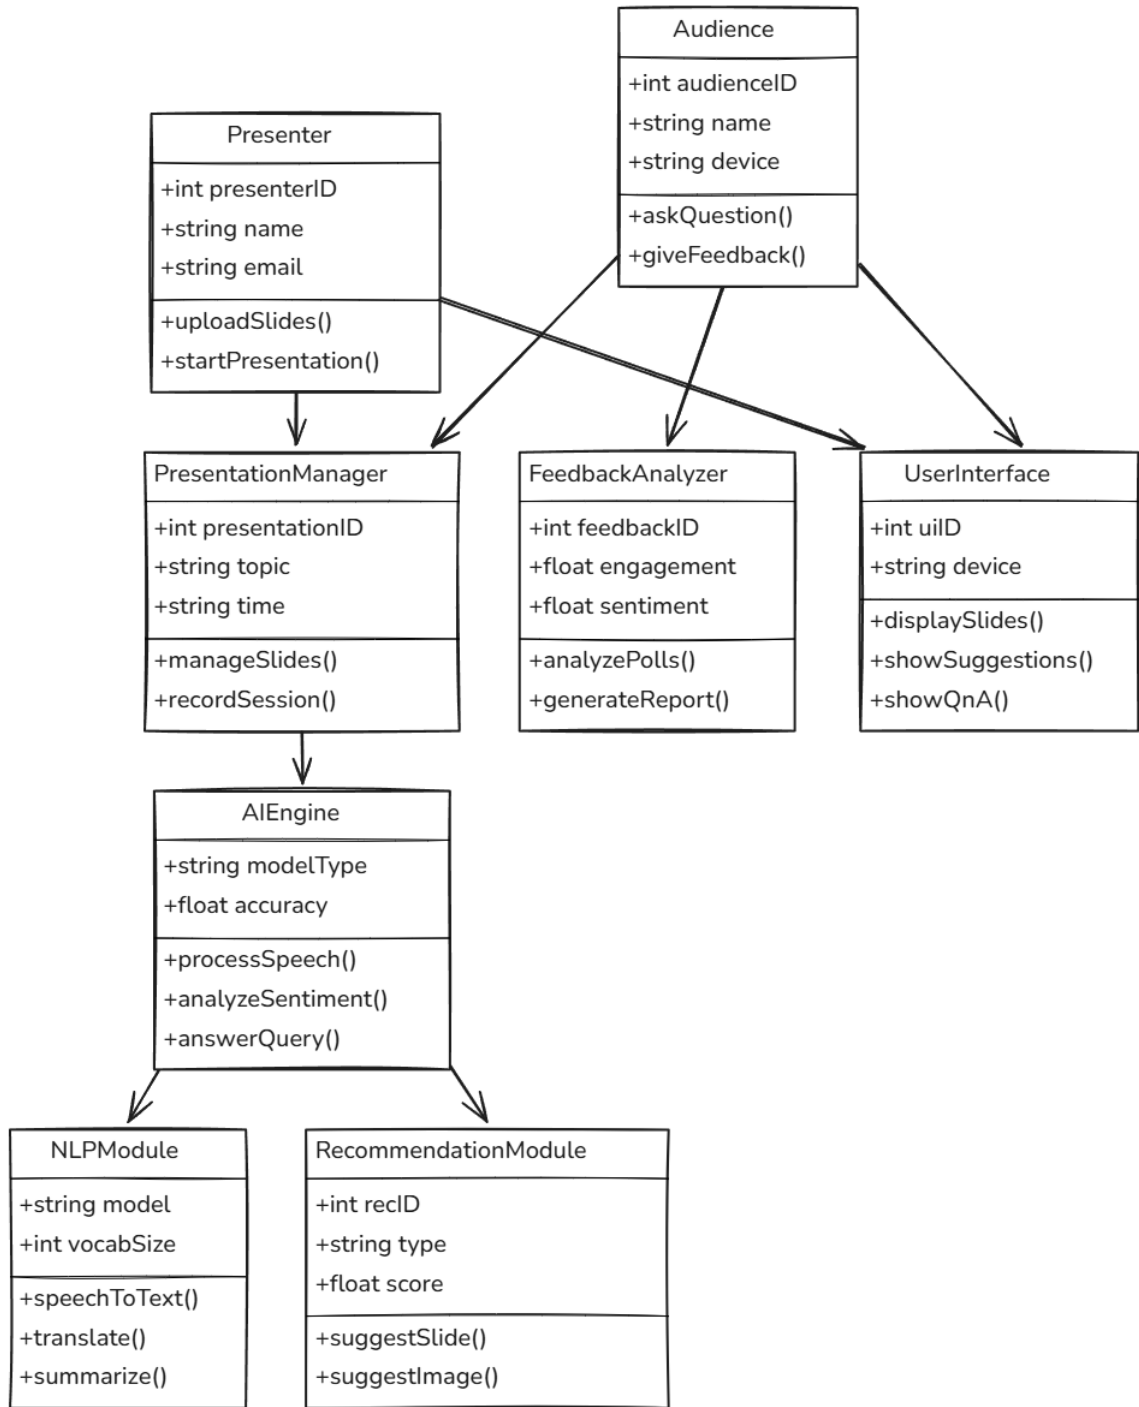 Audience
+int audienceID
+string name
+string device
+askQuestion()
+giveFeedback()
Presenter
+int presenterID
+string name
+string email
+uploadSlides()
+startPresentation()
PresentationManager
+int presentationID
+string topic
+string time
+manageSlides()
+recordSession()
FeedbackAnalyzer
+int feedbackID
+float engagement
+float sentiment
+analyzePolls()
+generateReport()
UserInterface
+int uiID
+string device
+displaySlides()
+showSuggestions()
+showQnA()
AIEngine
+string modelType
+float accuracy
+processSpeech()
+analyzeSentiment()
+answerQuery()
NLPModule
+string model
+int vocabSize
+speechToText()
+translate()
+summarize()
RecommendationModule
+int recID
+string type
+float score
+suggestSlide()
+suggestImage()